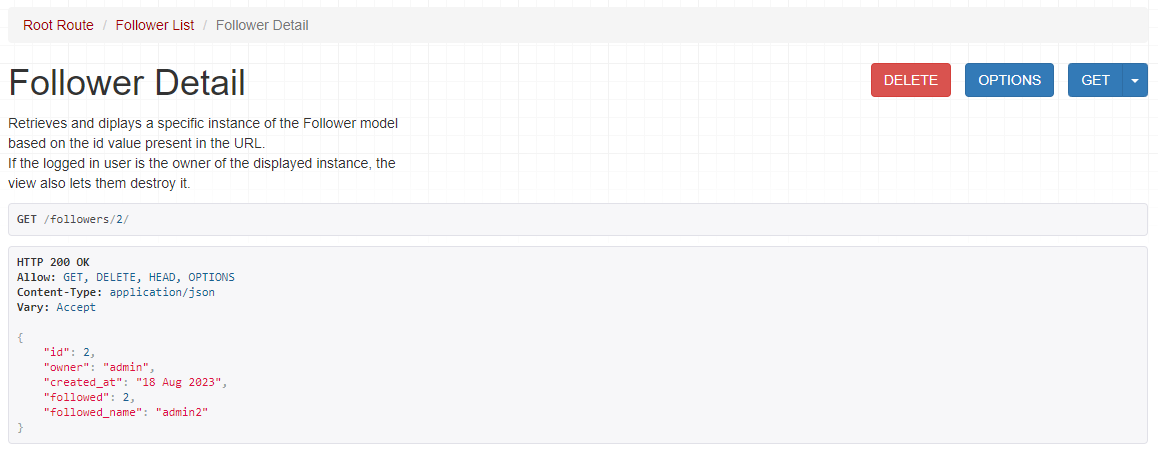 Root Route / Follower List / Follower Detail
Follower Detail
DELETE OPTIONS GET
Retrieves and diplays a specific instance of the Follower model
based on the id value present in the URL.
If the logged in user is the owner of the displayed instance, the
view also lets them destroy it.
GET /followers/2/
HTTP 200 OK
Allow: GET, DELETE, HEAD, OPTIONS
Content-Type: application/json
Vary: Accept
{
    "id": 2,
    "owner": "admin",
    "created_at": "18 Aug 2023",
    "followed": 2,
    "followed_name": "admin2"
}